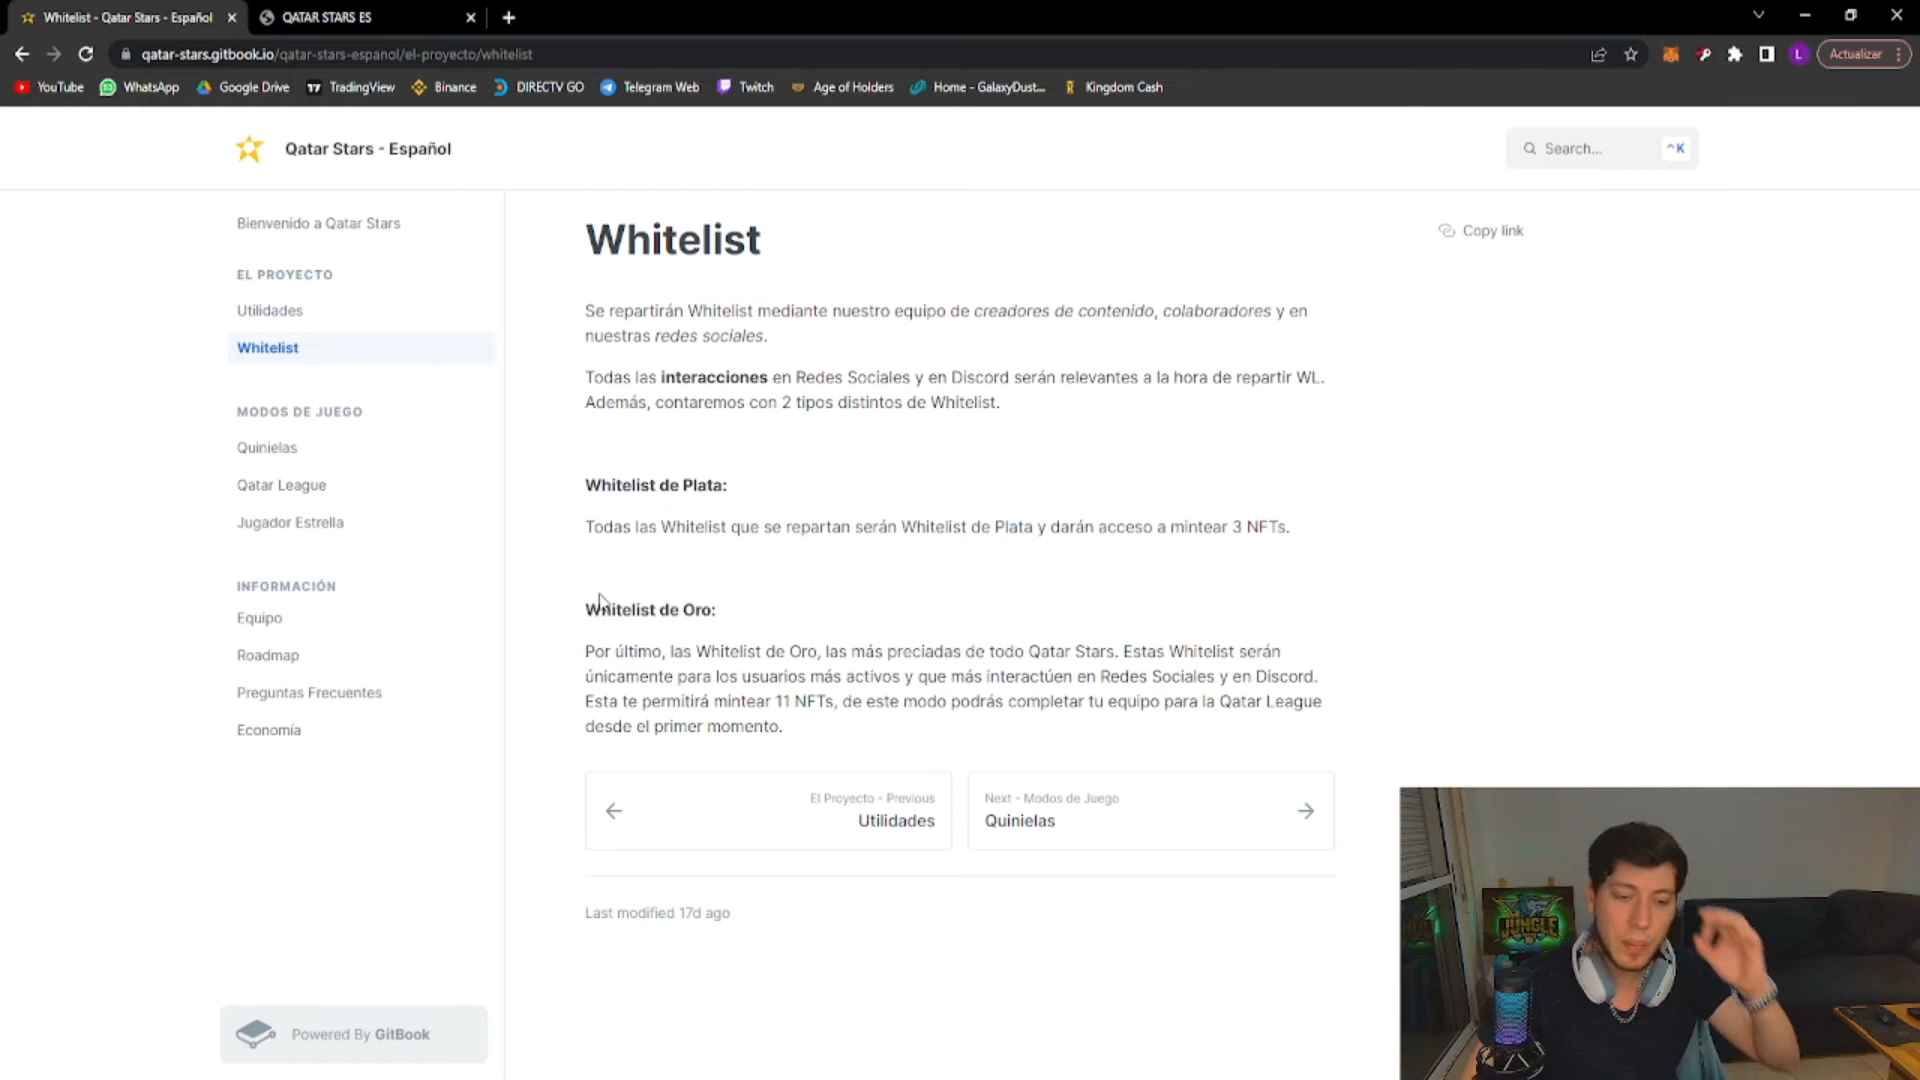 Whitelist - Qatar Stars - Español
QATAR STARS ES
qatar-stars.gitbook.io/qatar-stars-espanol/el-proyecto/whitelist
L
Actualizar
YouTube
WhatsApp
Google Drive
TradingView
Binance
DIRECTV GO
Telegram Web
Twitch
Age of Holders
Home - GalaxyDust...
Kingdom Cash
Qatar Stars - Español
Search...
^K
Bienvenido a Qatar Stars
EL PROYECTO
Utilidades
Whitelist
MODOS DE JUEGO
Quinielas
Qatar League
Jugador Estrella
INFORMACIÓN
Equipo
Roadmap
Preguntas Frecuentes
Economía
Powered By GitBook
Whitelist
Copy link
Se repartirán Whitelist mediante nuestro equipo de creadores de contenido, colaboradores y en
nuestras redes sociales.
Todas las interacciones en Redes Sociales y en Discord serán relevantes a la hora de repartir WL.
Además, contaremos con 2 tipos distintos de Whitelist.
Whitelist de Plata:
Todas las Whitelist que se repartan serán Whitelist de Plata y darán acceso a mintear 3 NFTs.
Whitelist de Oro:
Por último, las Whitelist de Oro, las más preciadas de todo Qatar Stars. Estas Whitelist serán
únicamente para los usuarios más activos y que más interactúen en Redes Sociales y en Discord.
Esta te permitirá mintear 11 NFTs, de este modo podrás completar tu equipo para la Qatar League
desde el primer momento.
El Proyecto - Previous
Utilidades
Next - Modos de Juego
Quinielas
Last modified 17d ago
JUNGLE